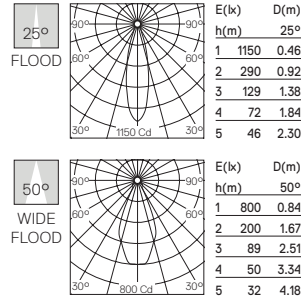 25°
FLOOD
90° 90°
60° 60°
30° 1150 Cd 30°
E(lx) D(m)
h(m) 25°
1 1150 0.46
2 290 0.92
3 129 1.38
4 72 1.84
5 46 2.30
50°
WIDE
FLOOD
90° 90°
60° 60°
30° 800 Cd 30°
E(lx) D(m)
h(m) 50°
1 800 0.84
2 200 1.67
3 89 2.51
4 50 3.34
5 32 4.18